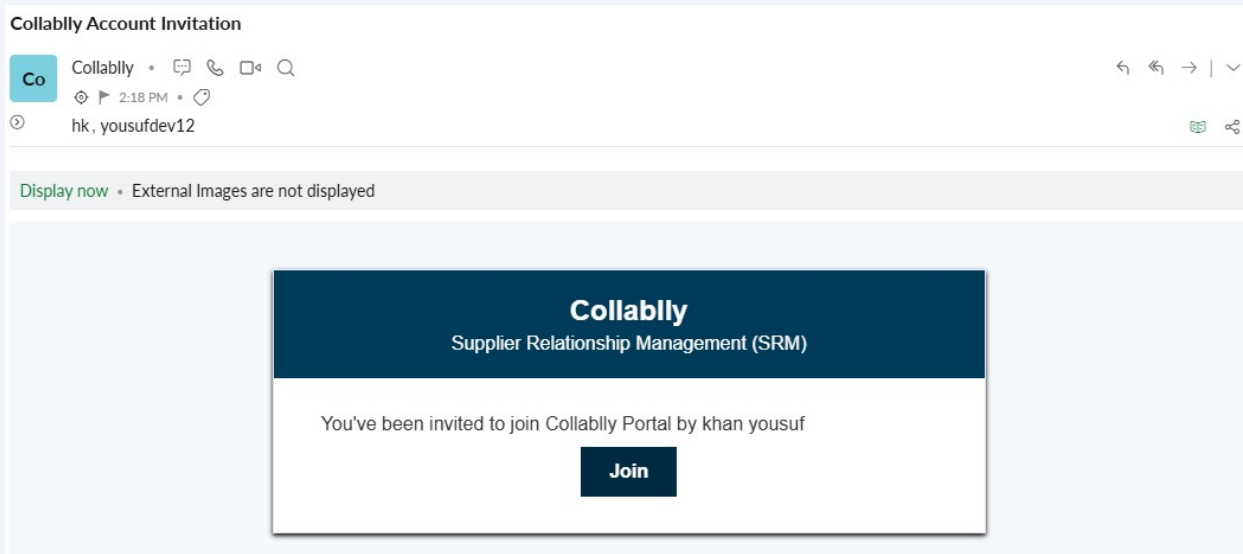 Collablly Account Invitation
Co
Collablly
2:18 PM
hk, yousufdev12
Display now • External Images are not displayed
Collablly
Supplier Relationship Management (SRM)
You've been invited to join Collablly Portal by khan yousuf
Join